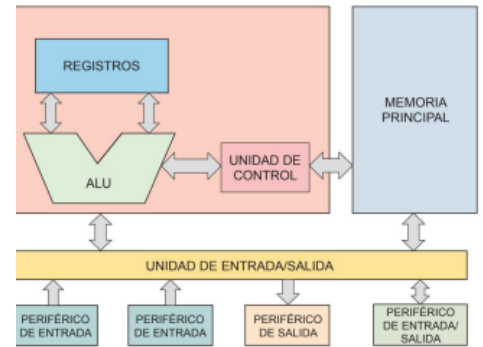 REGISTROS
MEMORIA
PRINCIPAL
ALU
UNIDAD DE
CONTROL
UNIDAD DE ENTRADA/SALIDA
PERIFÉRICO
DE ENTRADA
PERIFÉRICO
DE ENTRADA
PERIFÉRICO
DE SALIDA
PERIFÉRICO
DE ENTRADA/
SALIDA